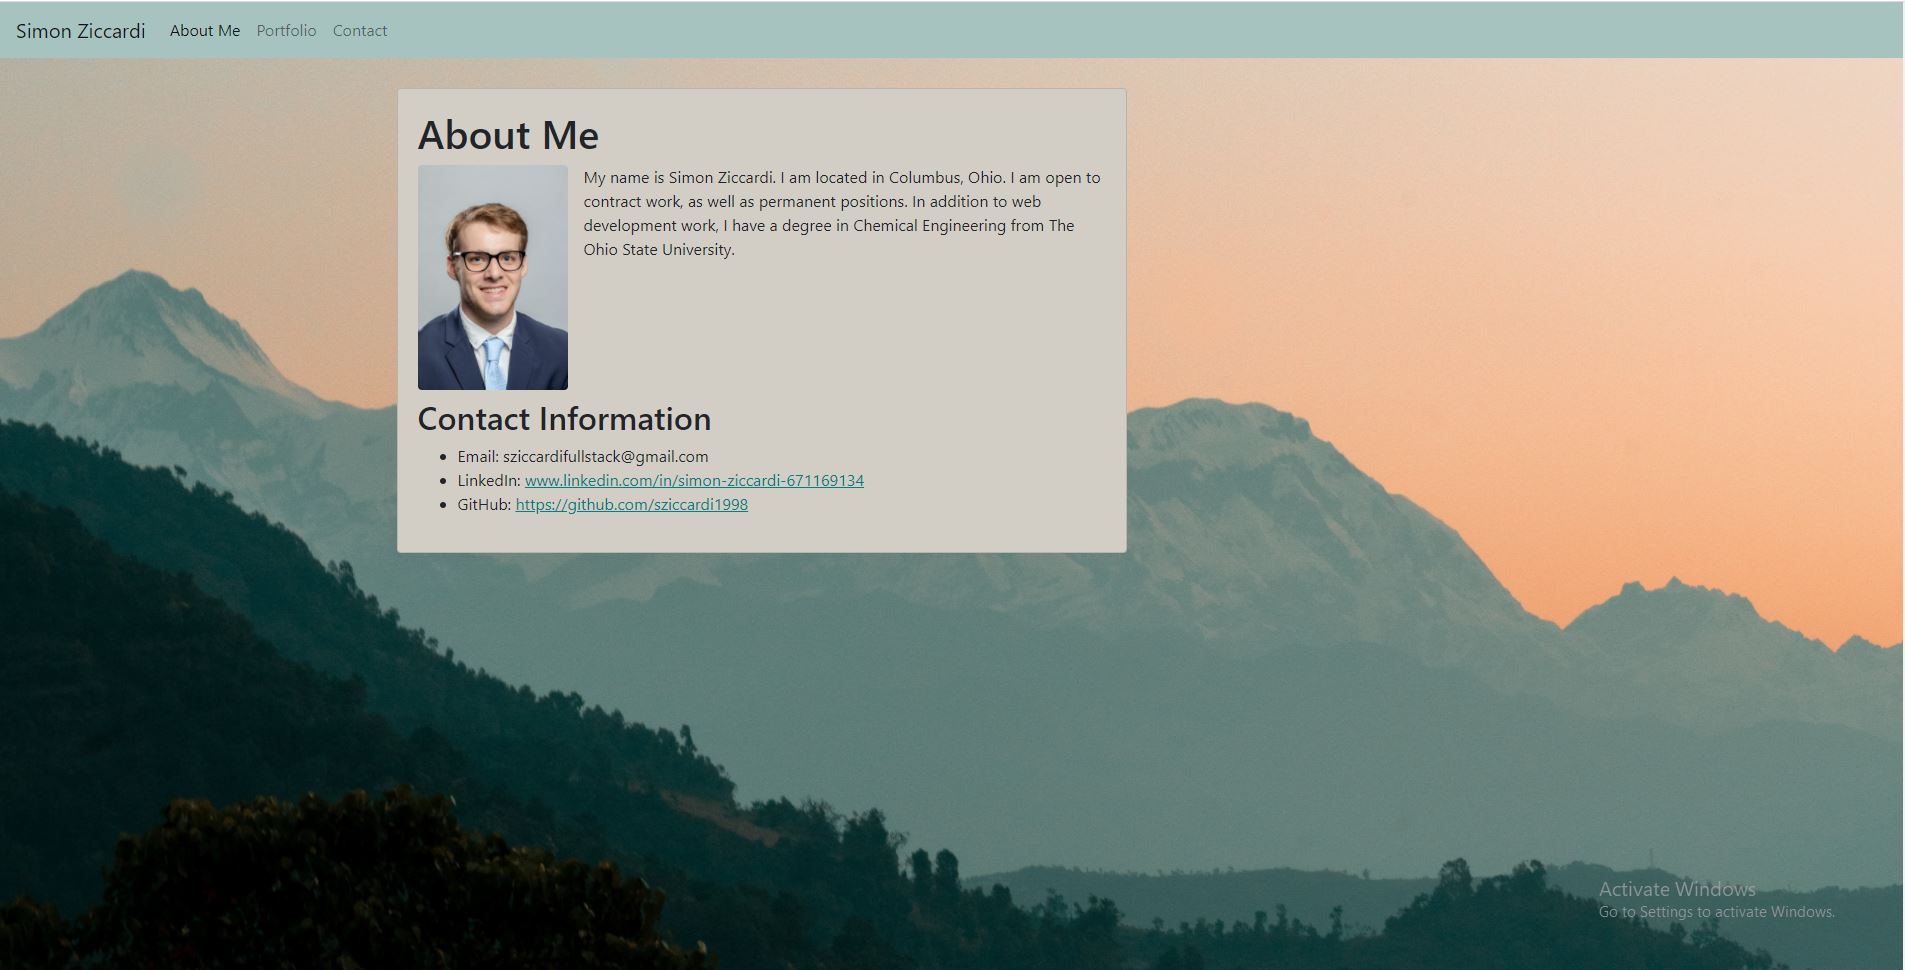 Simon Ziccardi About Me Portfolio Contact
About Me
My name is Simon Ziccardi. I am located in Columbus, Ohio. I am open to
contract work, as well as permanent positions. In addition to web
development work, I have a degree in Chemical Engineering from The
Ohio State University.
Contact Information
Email: sziccardifullstack@gmail.com
LinkedIn: www.linkedin.com/in/simon-ziccardi-671169134
GitHub: https://github.com/sziccardi1998
Activate Windows
Go to Settings to activate Windows.